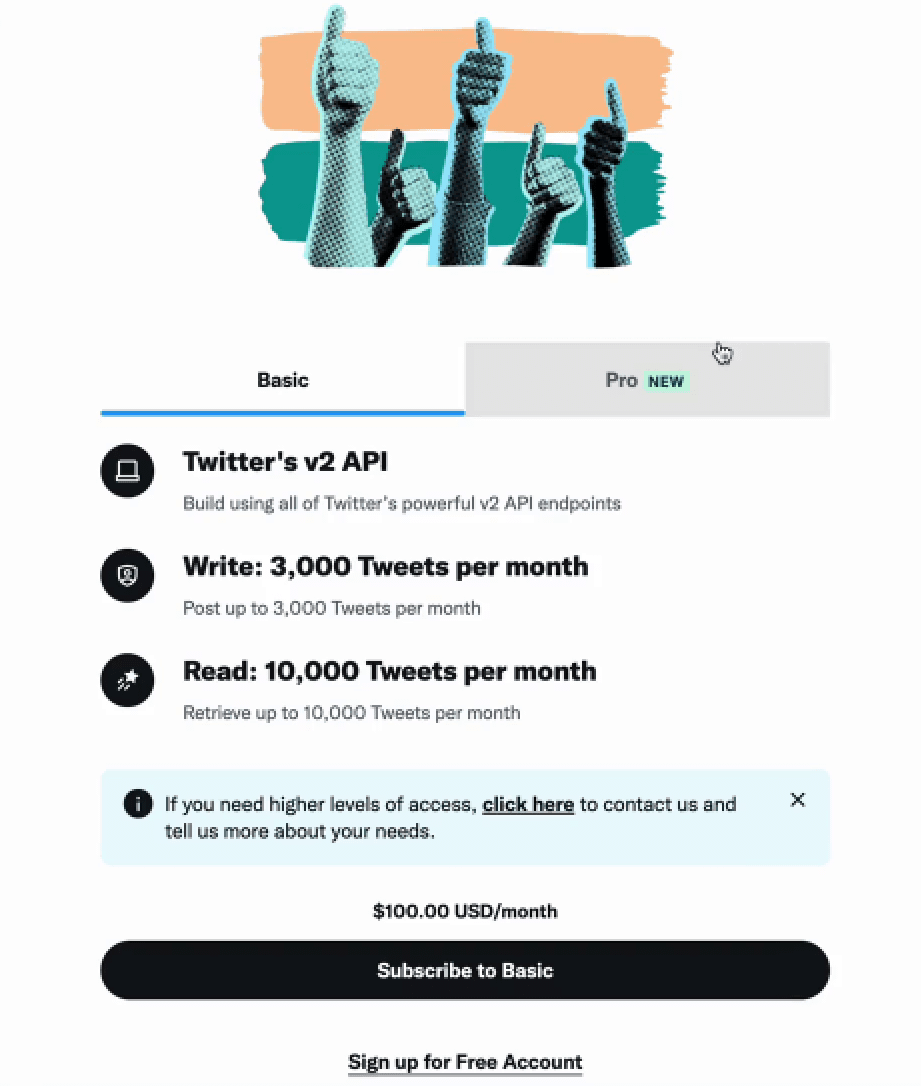 Basic
Pro NEW
Twitter's v2 API
Build using all of Twitter's powerful v2 API endpoints
Write: 3,000 Tweets per month
Post up to 3,000 Tweets per month
Read: 10,000 Tweets per month
Retrieve up to 10,000 Tweets per month
If you need higher levels of access, click here to contact us and
tell us more about your needs.
$100.00 USD/month
Subscribe to Basic
Sign up for Free Account